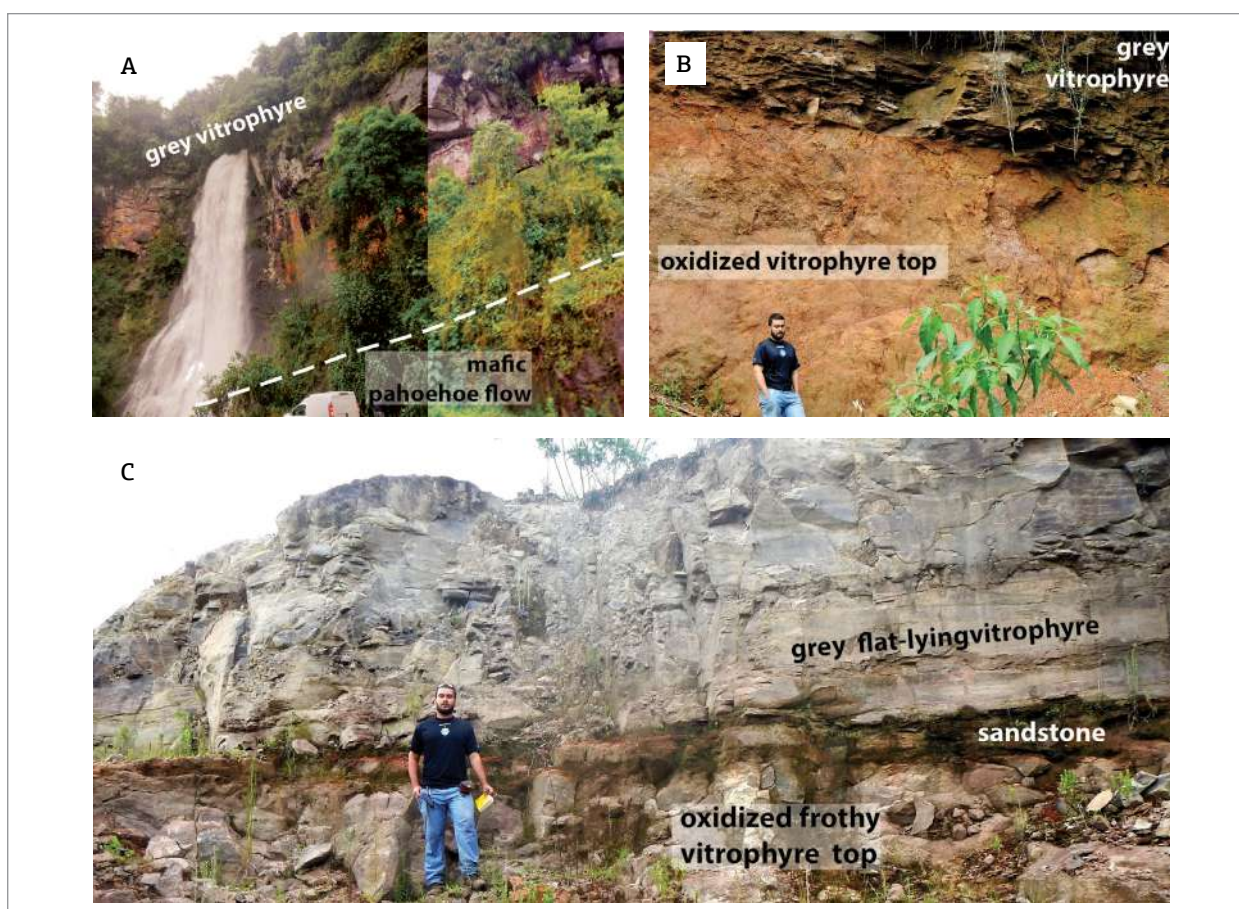 A
grey vitrophyre
mafic
pahoehoe flow
B
grey
vitrophyre
oxidized vitrophyre top
C
grey flat-lyingvitrophyre
sandstone
oxidized frothy
vitrophyre top